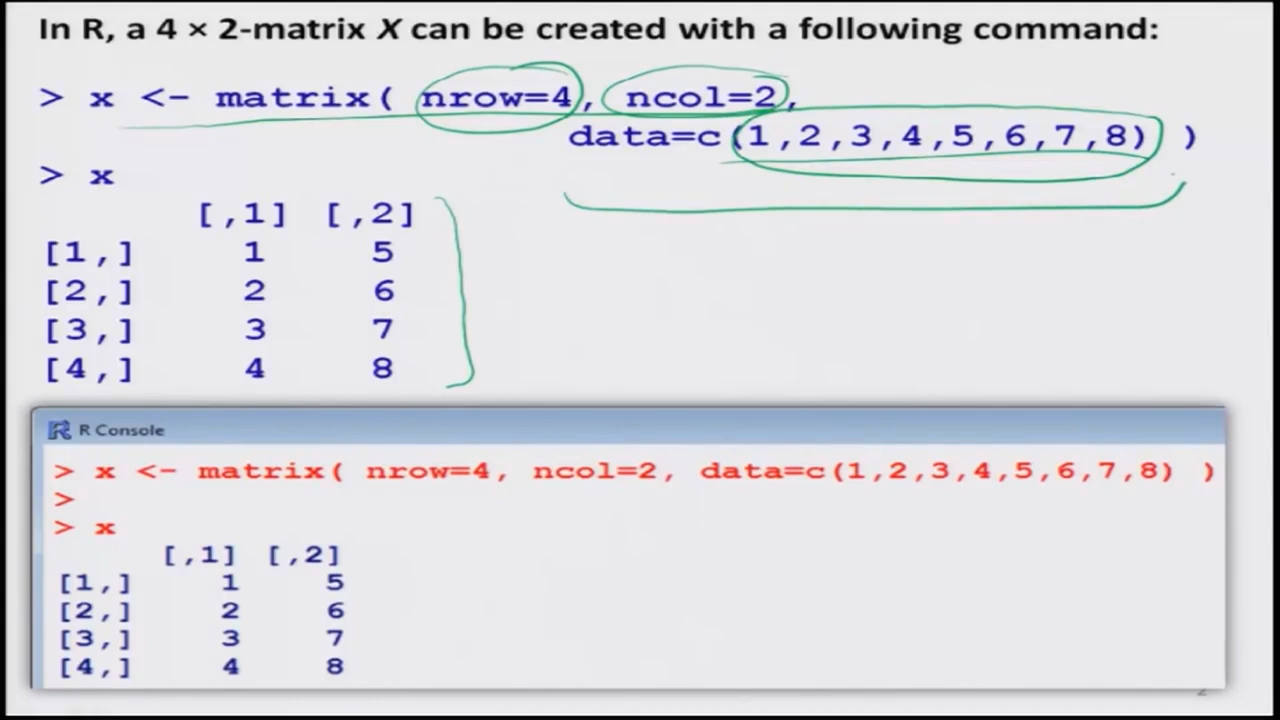 In R, a 4 × 2-matrix X can be created with a following command:
> x <- matrix( nrow=4, ncol=2,
data=c(1,2,3,4,5,6,7,8) )
> x
[,1] [,2]
[1,] 1 5
[2,] 2 6
[3,] 3 7
[4,] 4 8
R Console
> x <- matrix( nrow=4, ncol=2, data=c(1,2,3,4,5,6,7,8) )
>
> x
[,1] [,2]
[1,] 1 5
[2,] 2 6
[3,] 3 7
[4,] 4 8
2